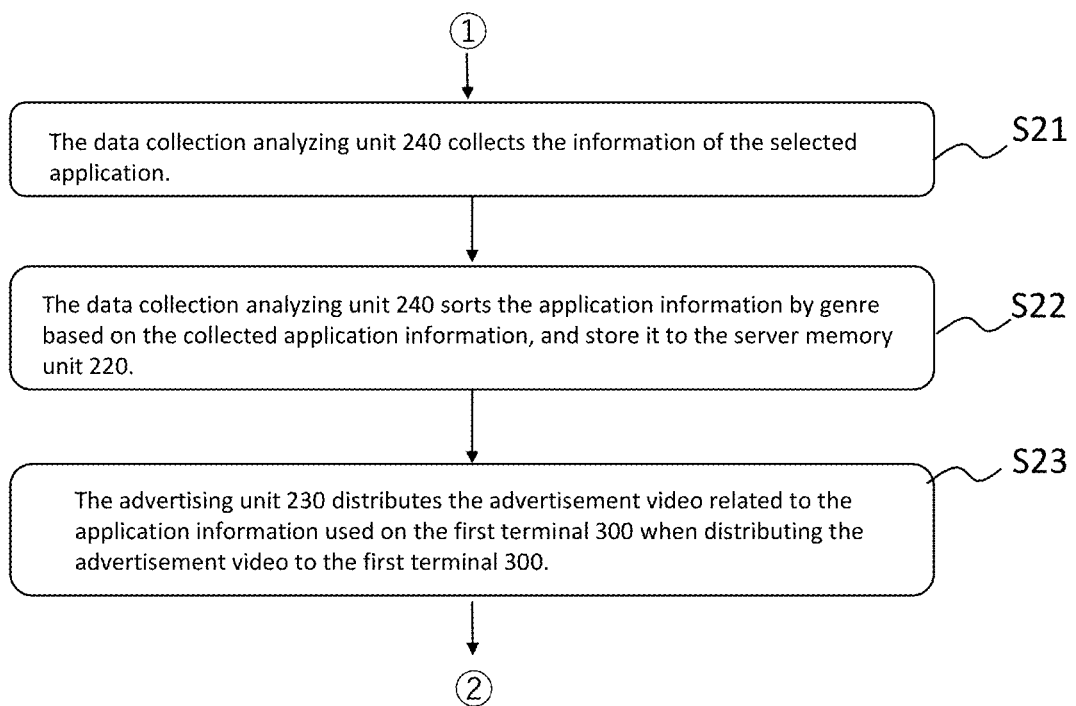 ①
The data collection analyzing unit 240 collects the information of the selected
application.
S21
The data collection analyzing unit 240 sorts the application information by genre
based on the collected application information, and store it to the server memory
unit 220.
S22
The advertising unit 230 distributes the advertisement video related to the
application information used on the first terminal 300 when distributing the
advertisement video to the first terminal 300.
S23
②